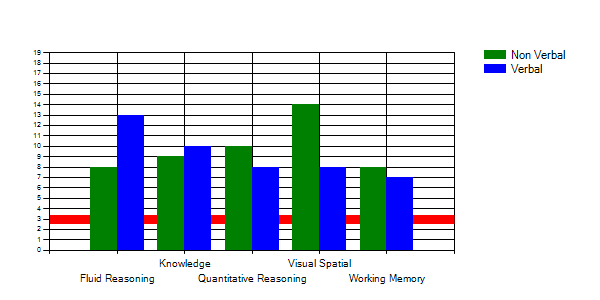 19
18
17
16
15
14
13
12
11
10
9
8
7
6
5
4
3
2
1
0
Non Verbal
Verbal
Knowledge
Visual Spatial
Fluid Reasoning
Quantitative Reasoning
Working Memory